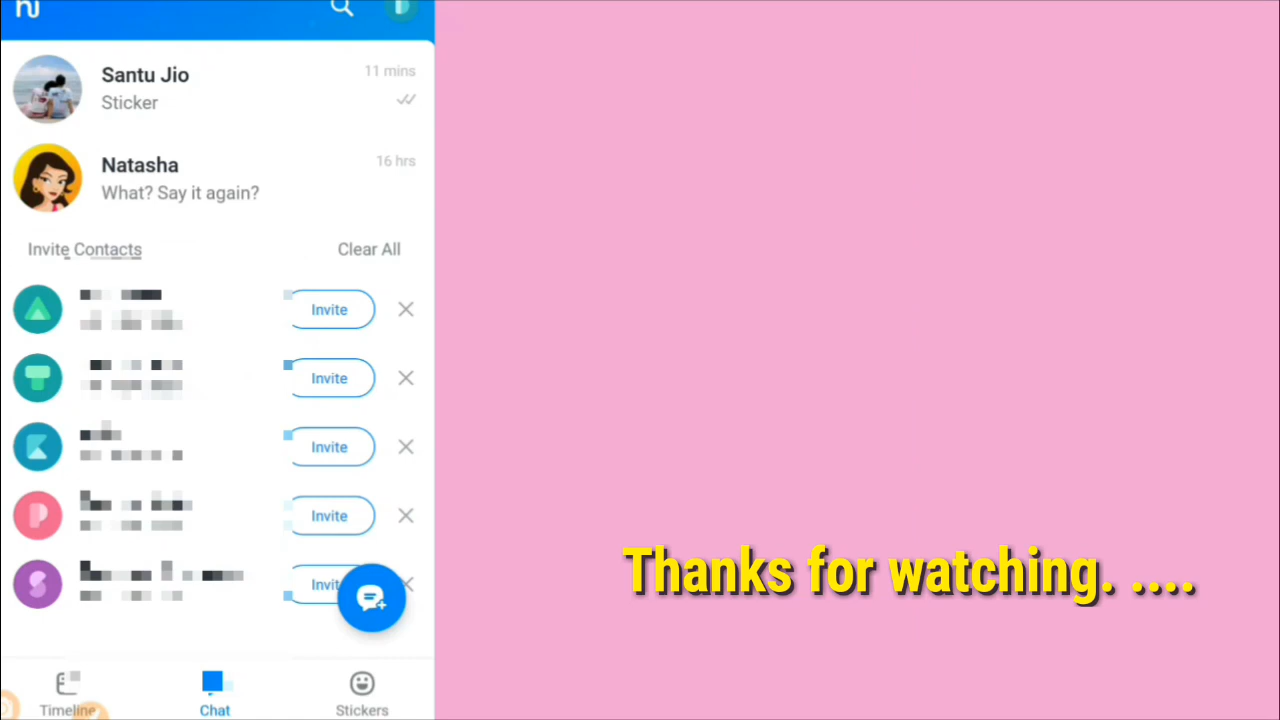 Santu Jio
11 mins
Sticker
Natasha
16 hrs
What? Say it again?
Invite Contacts
Clear All
Invite
Invite
Invite
Invite
Invite
Thanks for watching. ....
Timeline
Chat
Stickers